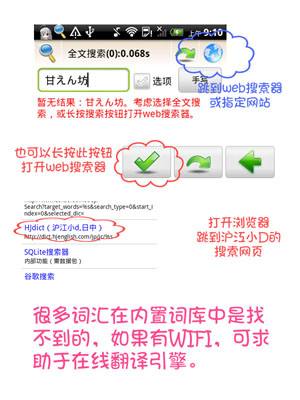 上午 9:10
全文搜索(0):0.068s
甘えん坊
选项
手写
跳到web搜索器
或指定网站
暂无结果：甘えん坊。考虑选择全文搜
索，或长按搜索按钮打开web搜索器。
也可以长按此按钮
打开web搜索器
Search?target_words=%s&search_type=0&start_i
ndex=0&selected_dic=
HJdict（沪江小d,日中）
http://dict.hjenglish.com/jp/jc/%s
SQLite搜索器
内部功能（需数据包）
谷歌搜索
打开浏览器
跳到沪江小D的
搜索网页
很多词汇在内置词库中是找
不到的，如果有WIFI，可求
助于在线翻译引擎。